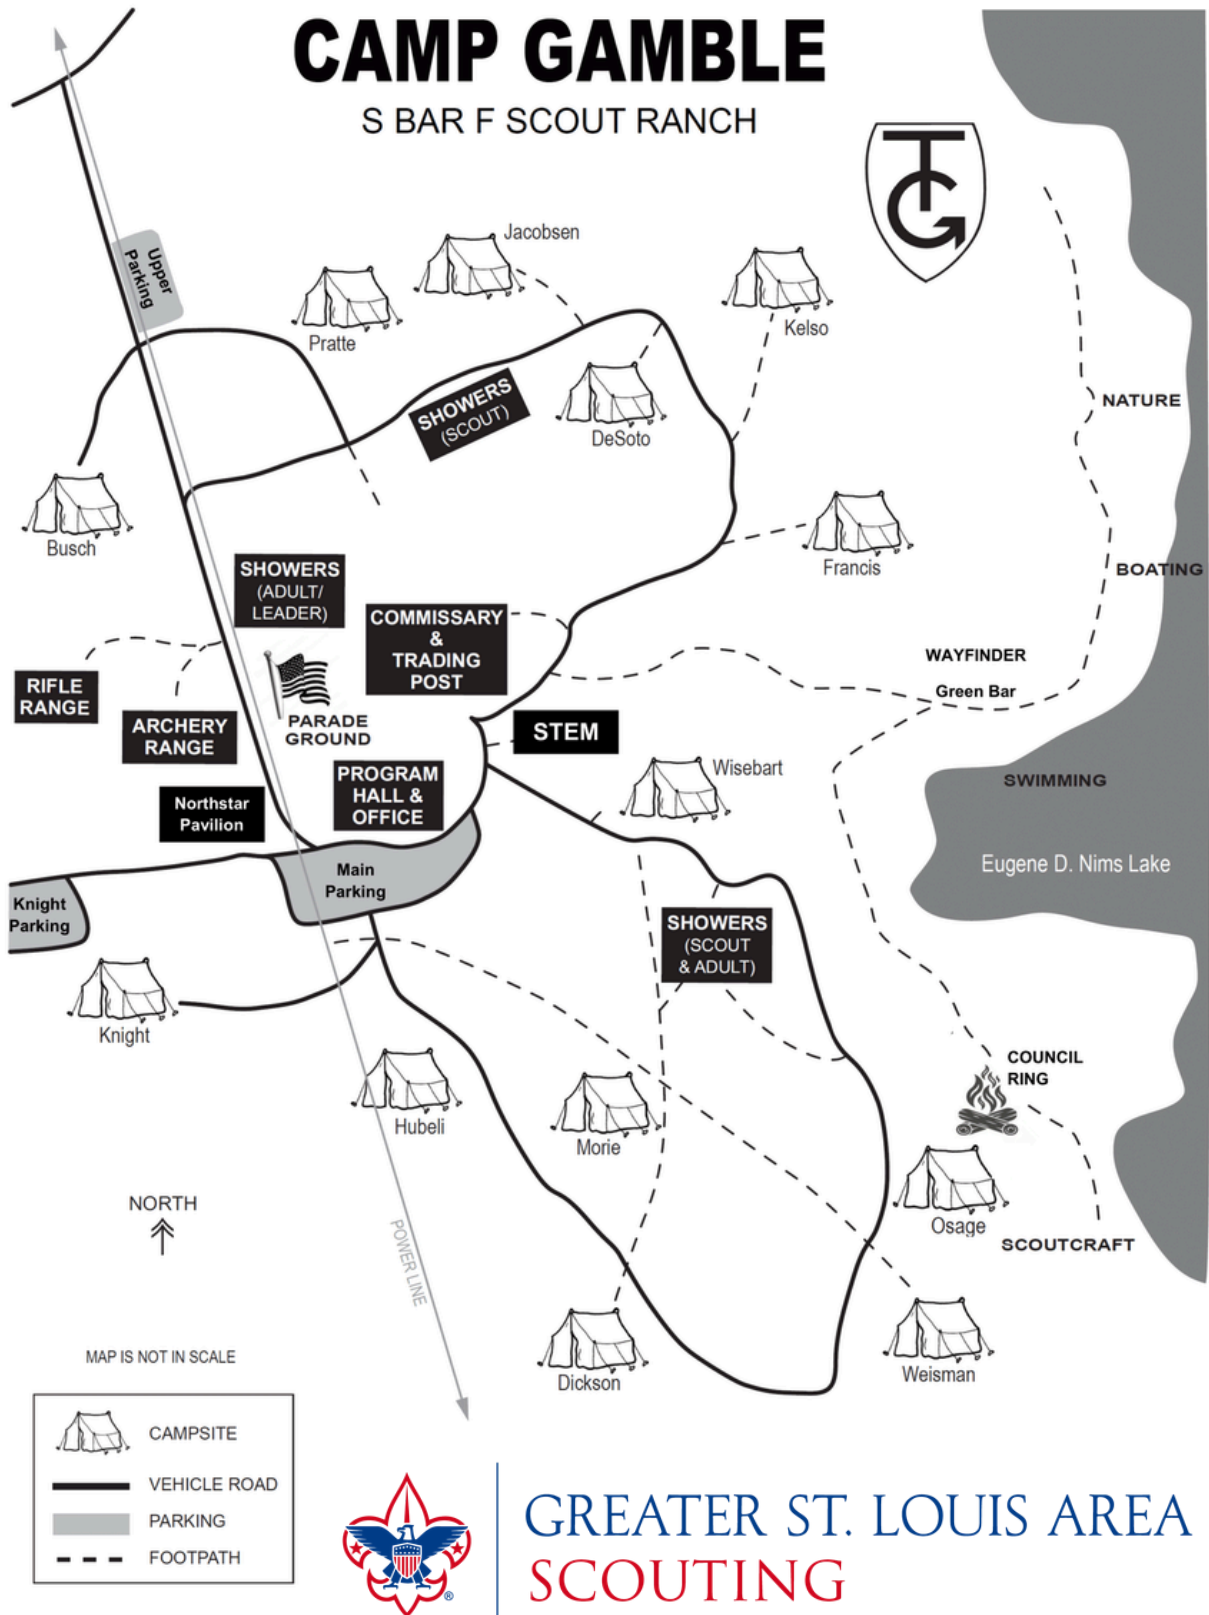 CAMP GAMBLE
S BAR F SCOUT RANCH
TG
Jacobsen
Upper
Parking
Kelso
Pratte
NATURE
SHOWERS
(SCOUT)
DeSoto
Busch
Francis
BOATING
SHOWERS
(ADULT/
LEADER)
COMMISSARY
&
TRADING
POST
WAYFINDER
Green Bar
RIFLE
RANGE
ARCHERY
RANGE
PARADE
GROUND
STEM
Wisebart
SWIMMING
PROGRAM
HALL &
OFFICE
Northstar
Pavilion
Eugene D. Nims Lake
Main
Parking
Knight
Parking
SHOWERS
(SCOUT
& ADULT)
Knight
COUNCIL
RING
Hubeli
Morie
Osage
SCOUTCRAFT
NORTH
POWER LINE
Dickson
Weisman
MAP IS NOT IN SCALE
CAMPSITE
VEHICLE ROAD
PARKING
FOOTPATH
®
GREATER ST. LOUIS AREA
SCOUTING